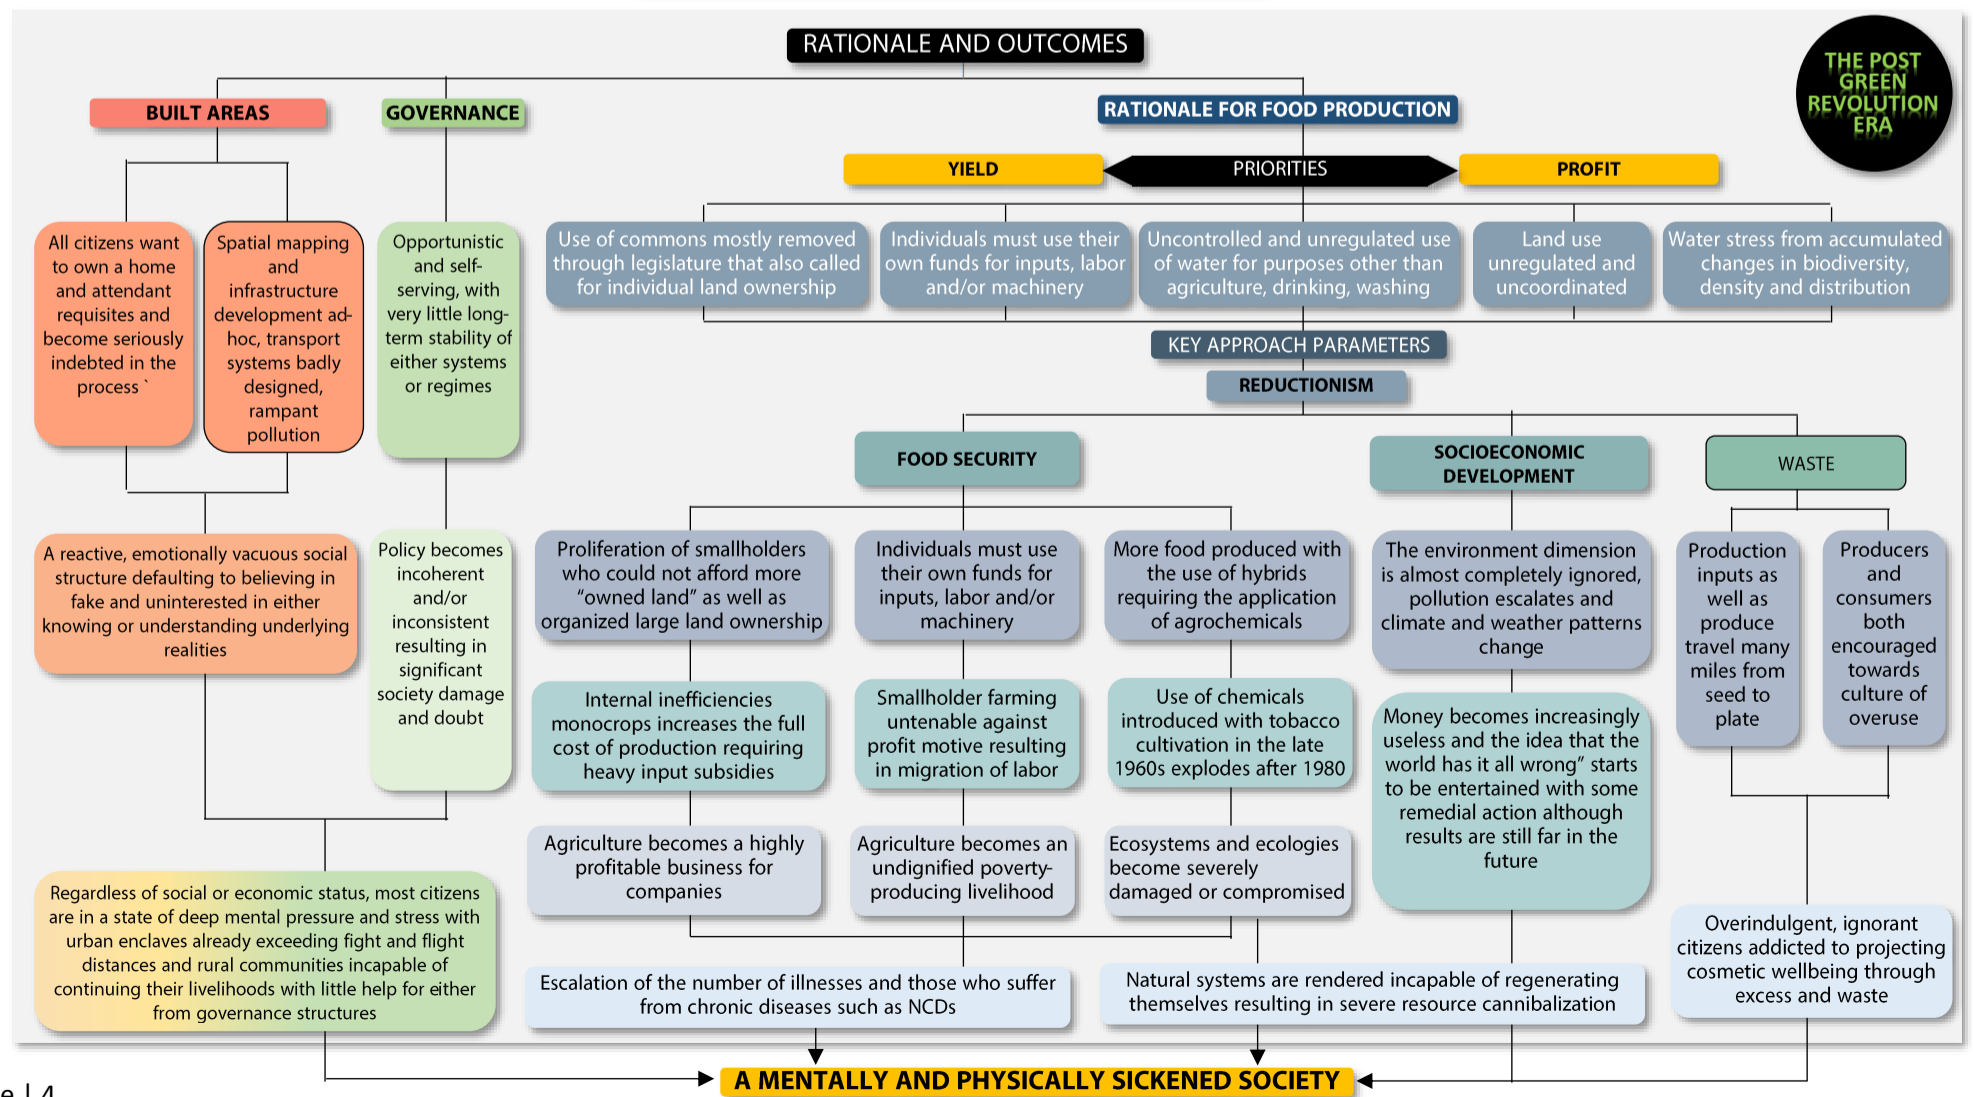 RATIONALE AND OUTCOMES
THE POST
GREEN
REVOLUTION
ERA
BUILT AREAS
GOVERNANCE
RATIONALE FOR FOOD PRODUCTION
YIELD
PRIORITIES
PROFIT
All citizens want
to own a home
and attendant
requisites and
become seriously
indebted in the
process `
Spatial mapping
and
infrastructure
development ad-
hoc, transport
systems badly
designed,
rampant
pollution
Opportunistic
and self-
serving, with
very little long-
term stability of
either systems
or regimes
Use of commons mostly removed
through legislature that also called
for individual land ownership
Individuals must use their
own funds for inputs, labor
and/or machinery
Uncontrolled and unregulated use
of water for purposes other than
agriculture, drinking, washing
Land use
unregulated and
uncoordinated
Water stress from accumulated
changes in biodiversity,
density and distribution
KEY APPROACH PARAMETERS
REDUCTIONISM
FOOD SECURITY
SOCIOECONOMIC
DEVELOPMENT
WASTE
A reactive, emotionally vacuous social
structure defaulting to believing in
fake and uninterested in either
knowing or understanding underlying
realities
Policy becomes
incoherent
and/or
inconsistent
resulting in
significant
society damage
and doubt
Proliferation of smallholders
who could not afford more
“owned land” as well as
organized large land ownership
Individuals must use
their own funds for
inputs, labor and/or
machinery
More food produced with
the use of hybrids
requiring the application
of agrochemicals
The environment dimension
is almost completely ignored,
pollution escalates and
climate and weather patterns
change
Production
inputs as
well as
produce
travel many
miles from
seed to
plate
Producers
and
consumers
both
encouraged
towards
culture of
overuse
Internal inefficiencies
monocrops increases the full
cost of production requiring
heavy input subsidies
Smallholder farming
untenable against
profit motive resulting
in migration of labor
Use of chemicals
introduced with tobacco
cultivation in the late
1960s explodes after 1980
Money becomes increasingly
useless and the idea that the
world has it all wrong” starts
to be entertained with some
remedial action although
results are still far in the
future
Agriculture becomes a highly
profitable business for
companies
Agriculture becomes an
undignified poverty-
producing livelihood
Ecosystems and ecologies
become severely
damaged or compromised
Regardless of social or economic status, most citizens
are in a state of deep mental pressure and stress with
urban enclaves already exceeding fight and flight
distances and rural communities incapable of
continuing their livelihoods with little help for either
from governance structures
Escalation of the number of illnesses and those who suffer
from chronic diseases such as NCDs
Natural systems are rendered incapable of regenerating
themselves resulting in severe resource cannibalization
Overindulgent, ignorant
citizens addicted to projecting
cosmetic wellbeing through
excess and waste
A MENTALLY AND PHYSICALLY SICKENED SOCIETY
e | 4